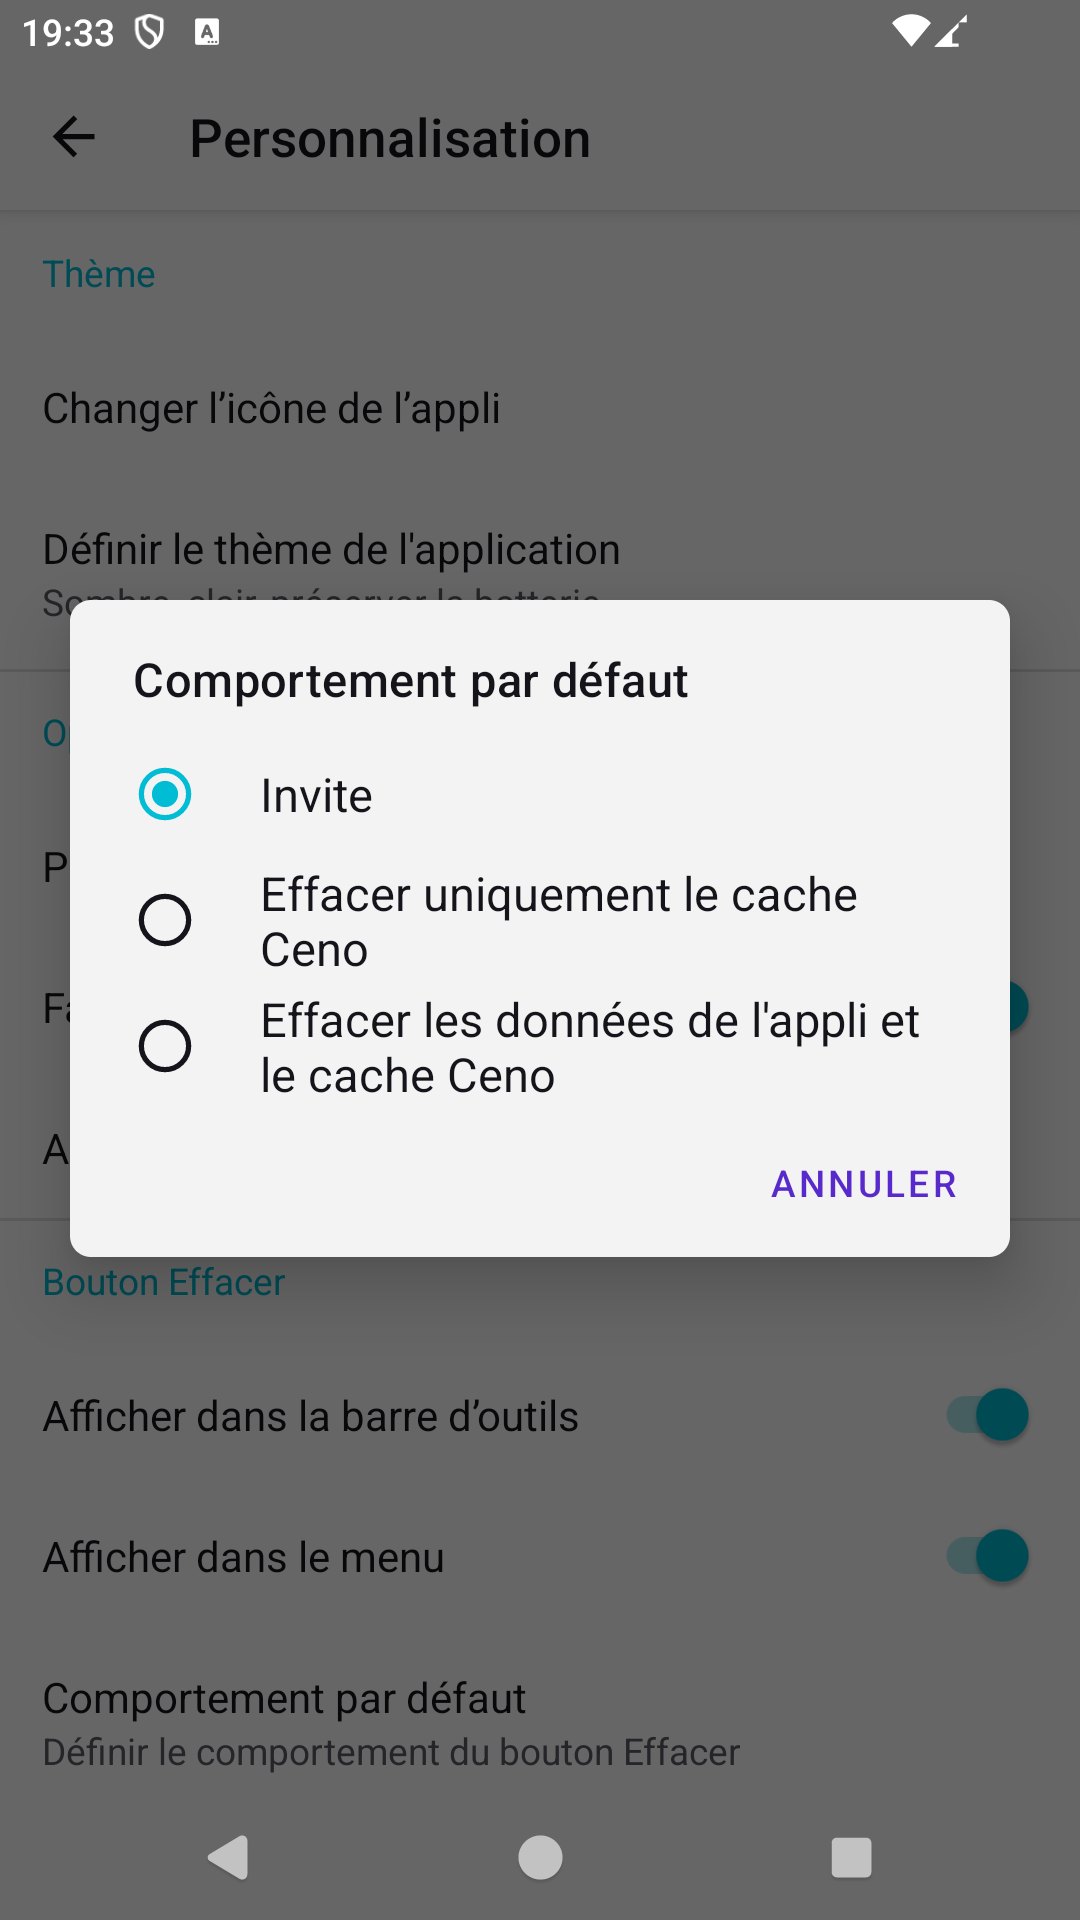 19:33
Personnalisation
Thème
Changer l’icône de l’appli
Définir le thème de l'application
Comportement par défaut
Invite
Effacer uniquement le cache
Ceno
Effacer les données de l'appli et
le cache Ceno
ANNULER
Bouton Effacer
Afficher dans la barre d’outils
Afficher dans le menu
Comportement par défaut
Définir le comportement du bouton Effacer